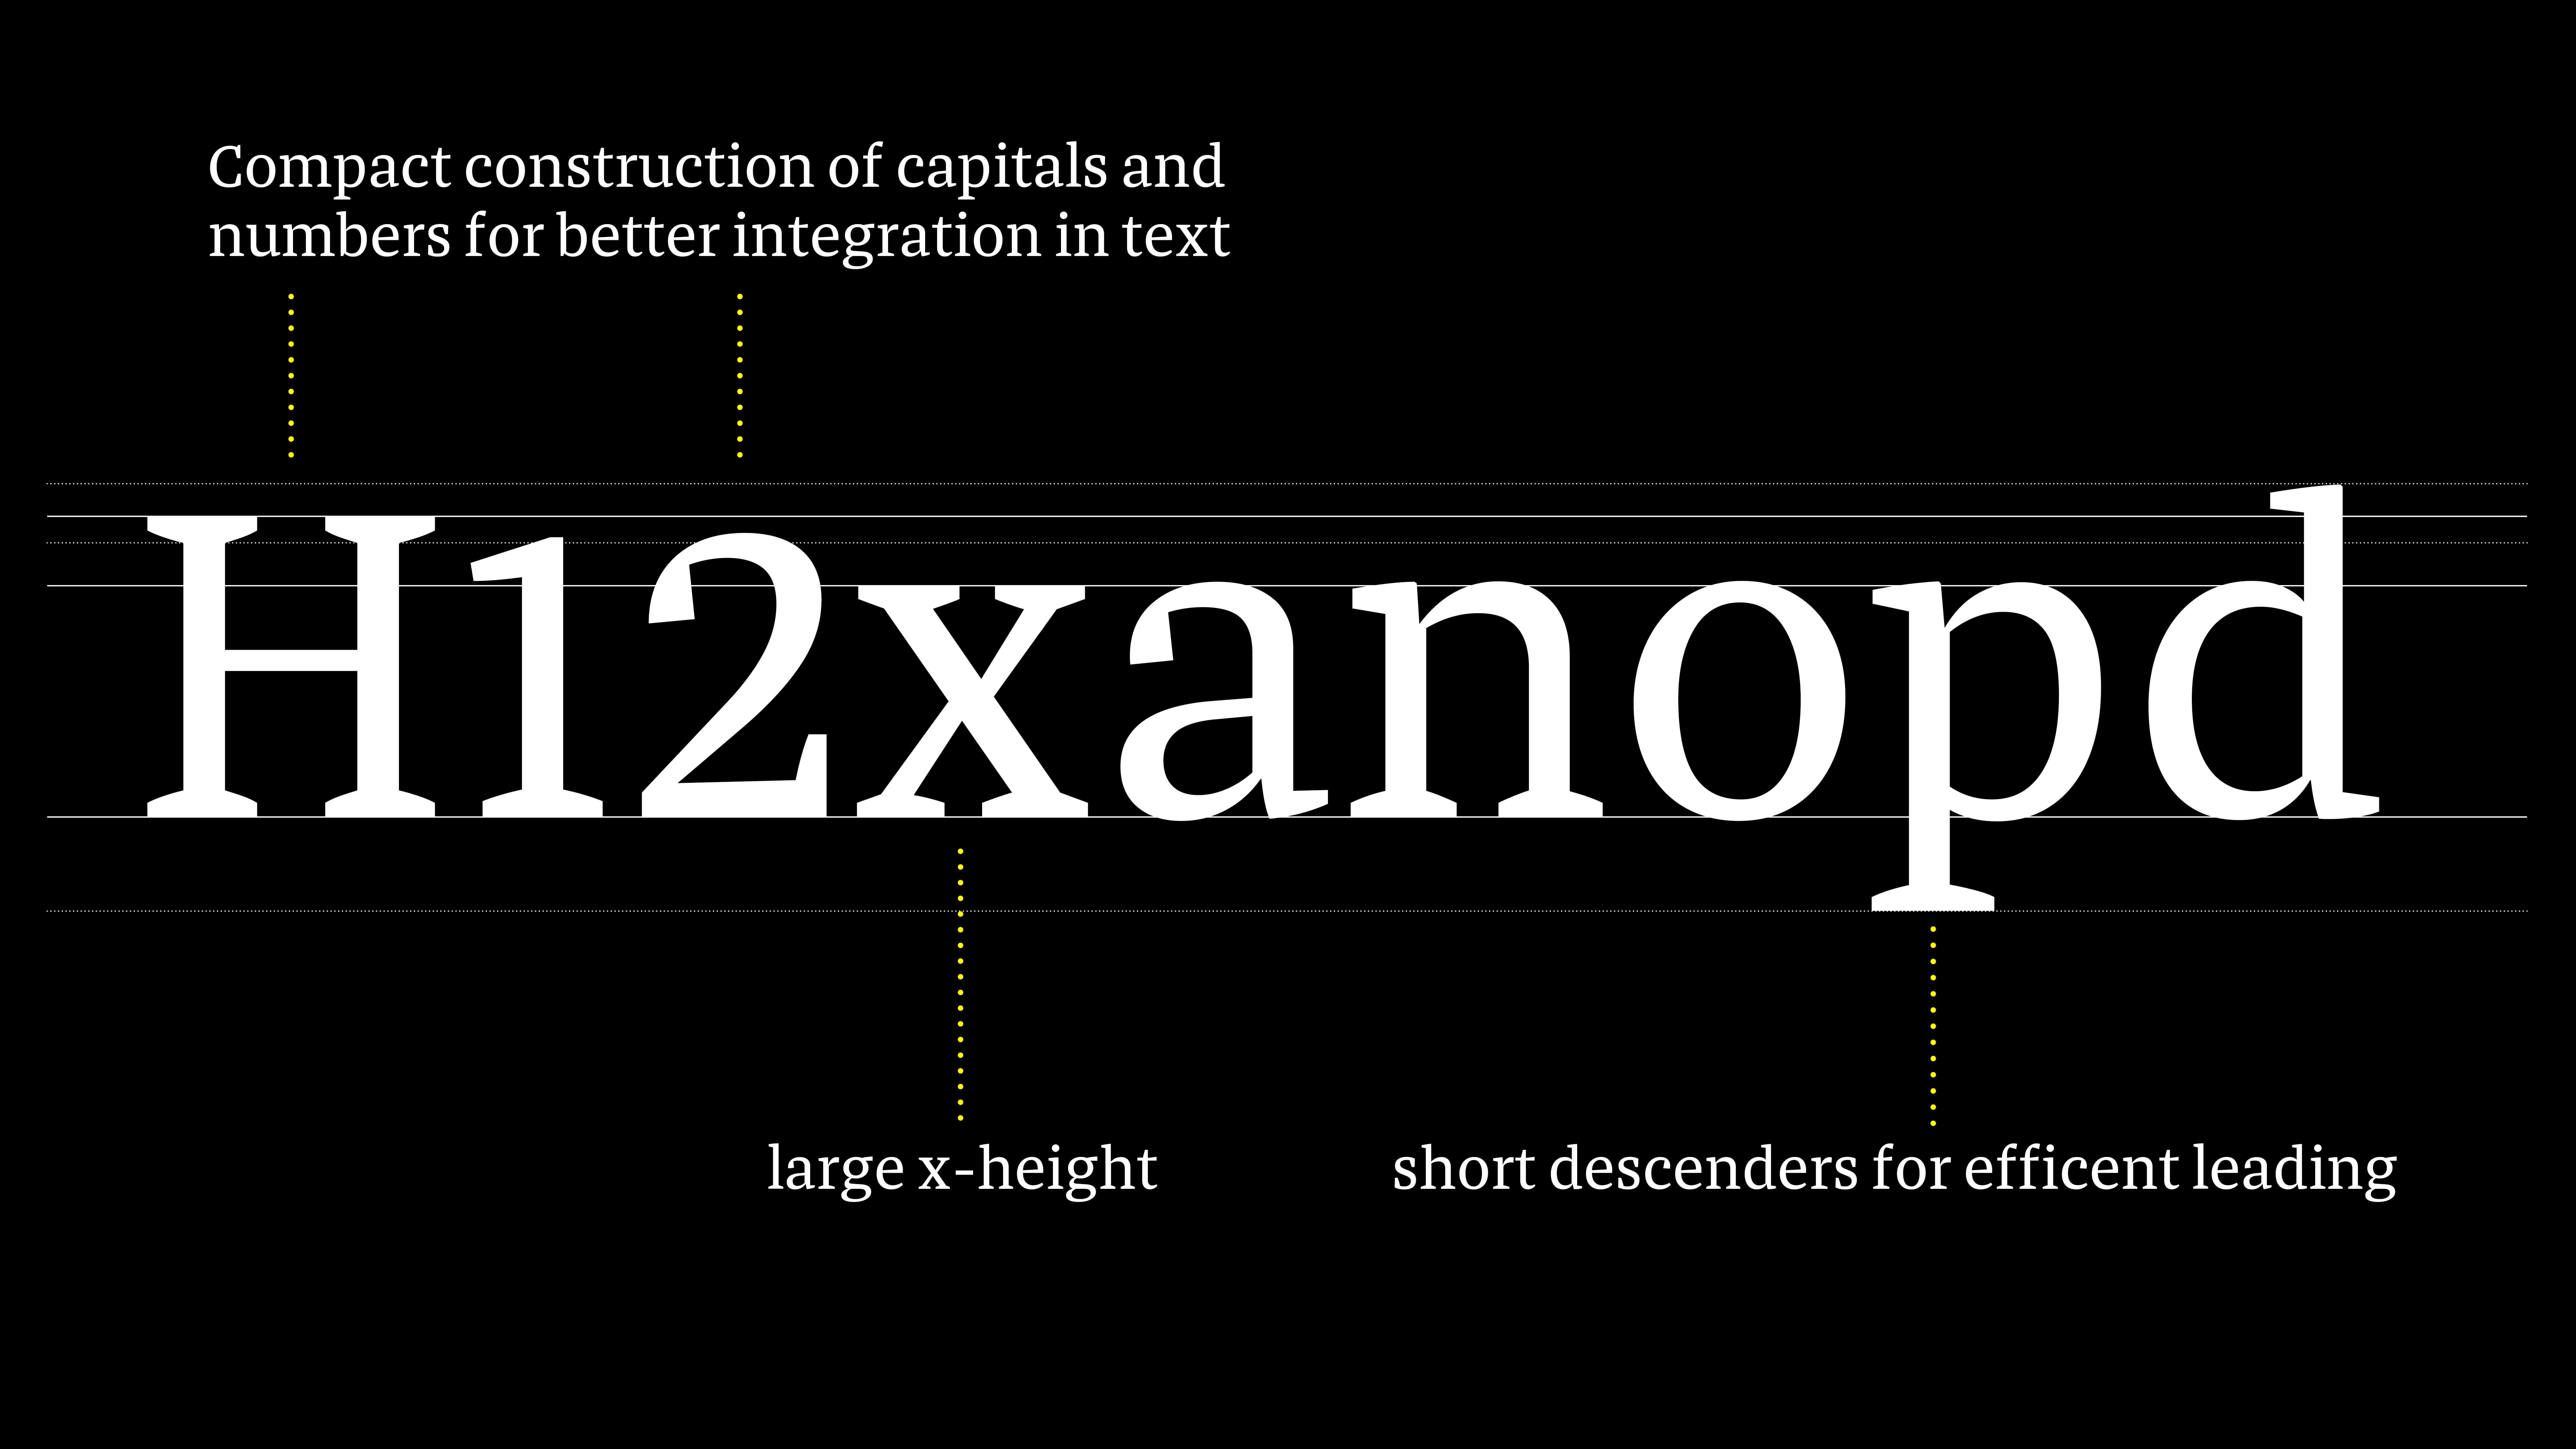 Compact construction of capitals and
numbers for better integration in text
H12xanopd
large x-height
short descenders for efficent leading